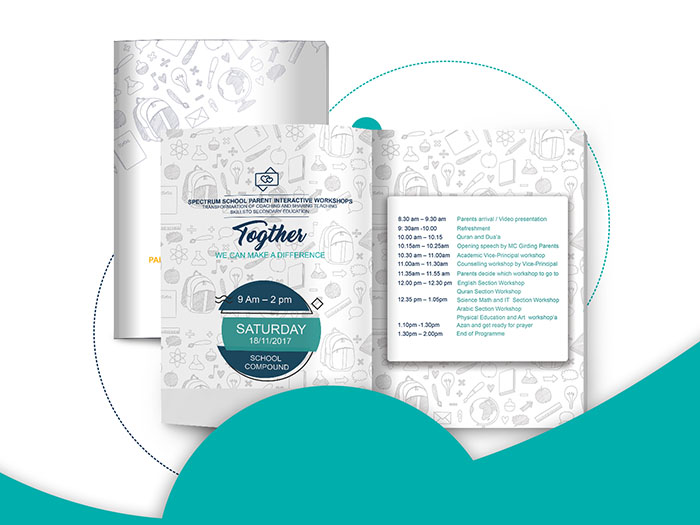 PA
SPECTRUM SCHOOL PARENT INTERACTIVE WORKSHOPS
TRANSFORMATION OF COACHING AND SHARING TEACHING
SKILLS TO SECONDARY EDUCATION
Togther
WE CAN MAKE A DIFFERENCE
9 Am – 2 pm
SATURDAY
18/11/2017
SCHOOL
COMPOUND
8.30 am – 9.30 am Parents arrival / Video presentation
9: 30am -10.00 Refreshment
10.00 am – 10.15 Quran and Dua'a
10.15am – 10.25am Opening speech by MC Girding Parents
10.30 am – 11.00am Academic Vice-Principal workshop
11.00am – 11.30am Counselling workshop by Vice-Principal
11.35am – 11.55 am Parents decide which workshop to go to
12.00 pm – 12.30 pm English Section Workshop
Quran Section Workshop
12.35 pm – 1.05pm Science Math and IT Section Workshop
Arabic Section Workshop
Physical Education and Art workshop'a
1.10pm -1.30pm Azan and get ready for prayer
1.30pm – 2.00pm End of Programme